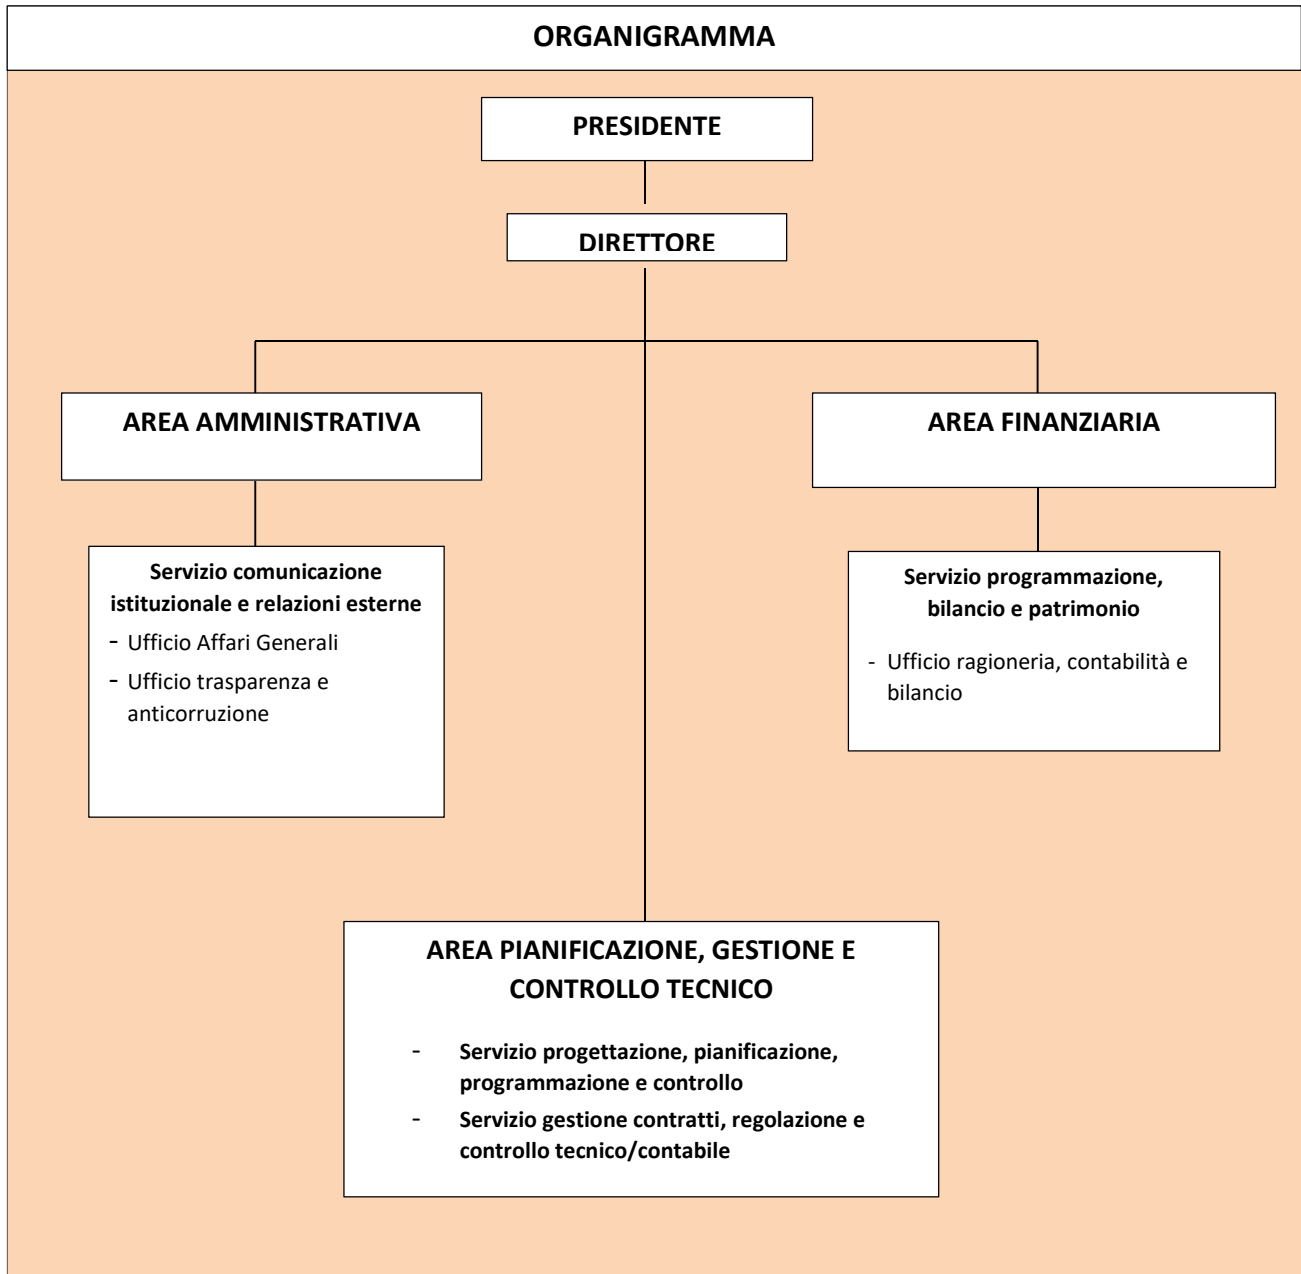 ORGANIGRAMMA
PRESIDENTE
DIRETTORE
AREA AMMINISTRATIVA
AREA FINANZIARIA
Servizio comunicazione
istituzionale e relazioni esterne
- Ufficio Affari Generali
- Ufficio trasparenza e
anticorruzione
Servizio programmazione,
bilancio e patrimonio
- Ufficio ragioneria, contabilità e
bilancio
AREA PIANIFICAZIONE, GESTIONE E
CONTROLLO TECNICO
- Servizio progettazione, pianificazione,
programmazione e controllo
- Servizio gestione contratti, regolazione e
controllo tecnico/contabile